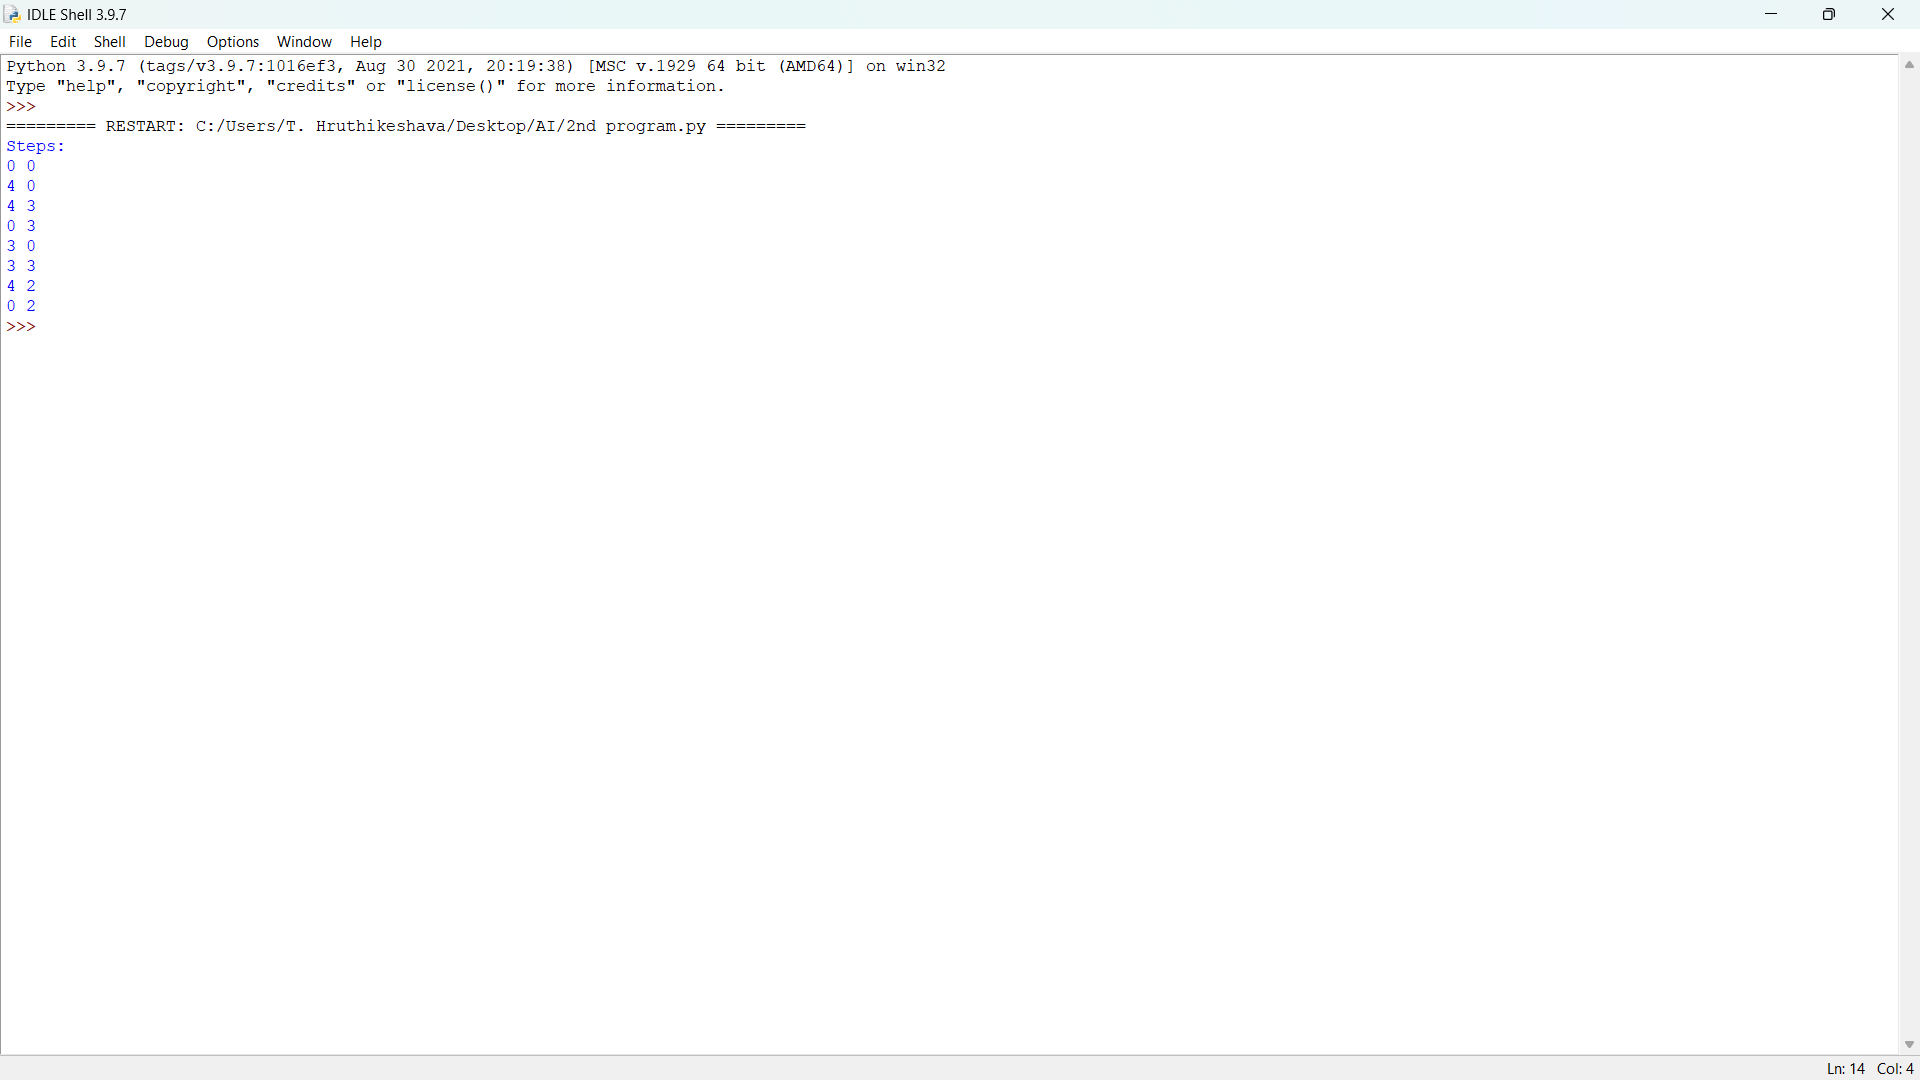 IDLE Shell 3.9.7
File Edit Shell Debug Options Window Help
Python 3.9.7 (tags/v3.9.7:1016ef3, Aug 30 2021, 20:19:38) [MSC v.1929 64 bit (AMD64)] on win32
Type "help", "copyright", "credits" or "license()" for more information.
>>>
========= RESTART: C:/Users/T. Hruthikeshava/Desktop/AI/2nd program.py =========
Steps:
0 0
4 0
4 3
0 3
3 0
3 3
4 2
0 2
>>>
Ln: 14 Col: 4